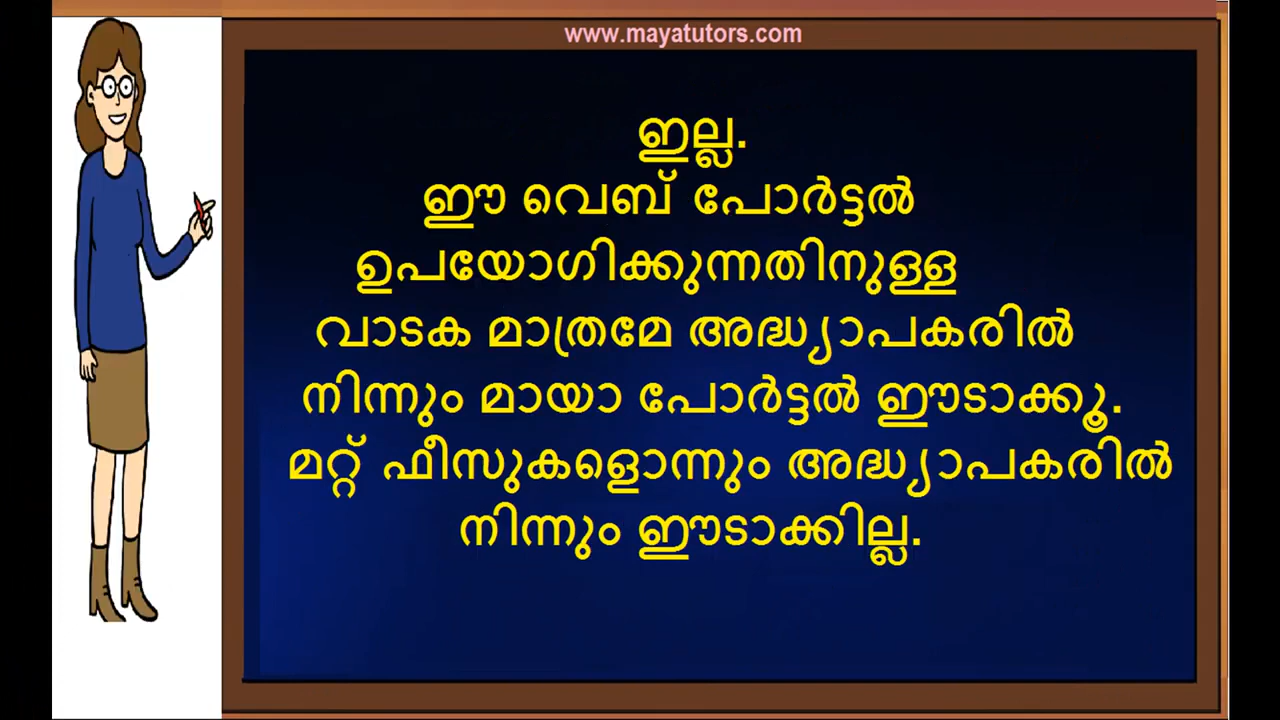 www.mayatutors.com
ഇല്ല.
ഈ വെബ് പോർട്ടൽ
ഉപയോഗിക്കുന്നതിനുള്ള
വാടക മാത്രമേ അദ്ധ്യാപകരിൽ
നിന്നും മായാ പോർട്ടൽ ഈടാക്കൂ.
മറ്റ് ഫീസുകളൊന്നും അദ്ധ്യാപകരിൽ
നിന്നും ഈടാക്കില്ല.